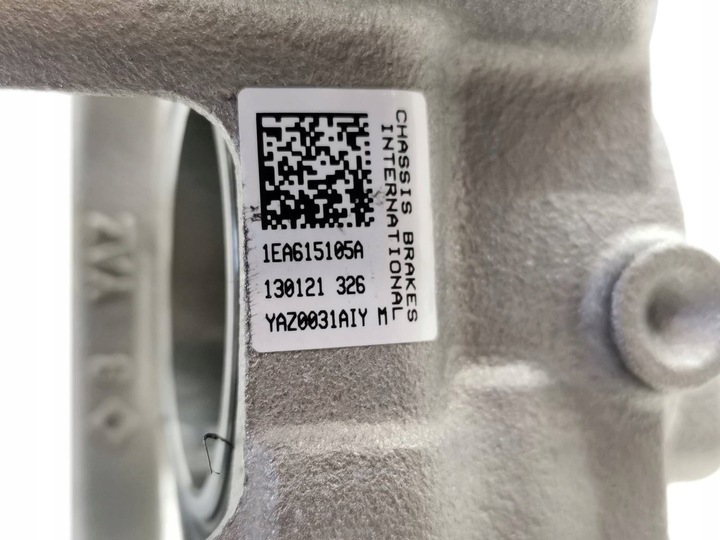 CHASSIS BRAKES
INTERNATIONAL
1EA615105A
130121 326
YAZ0031AIY M